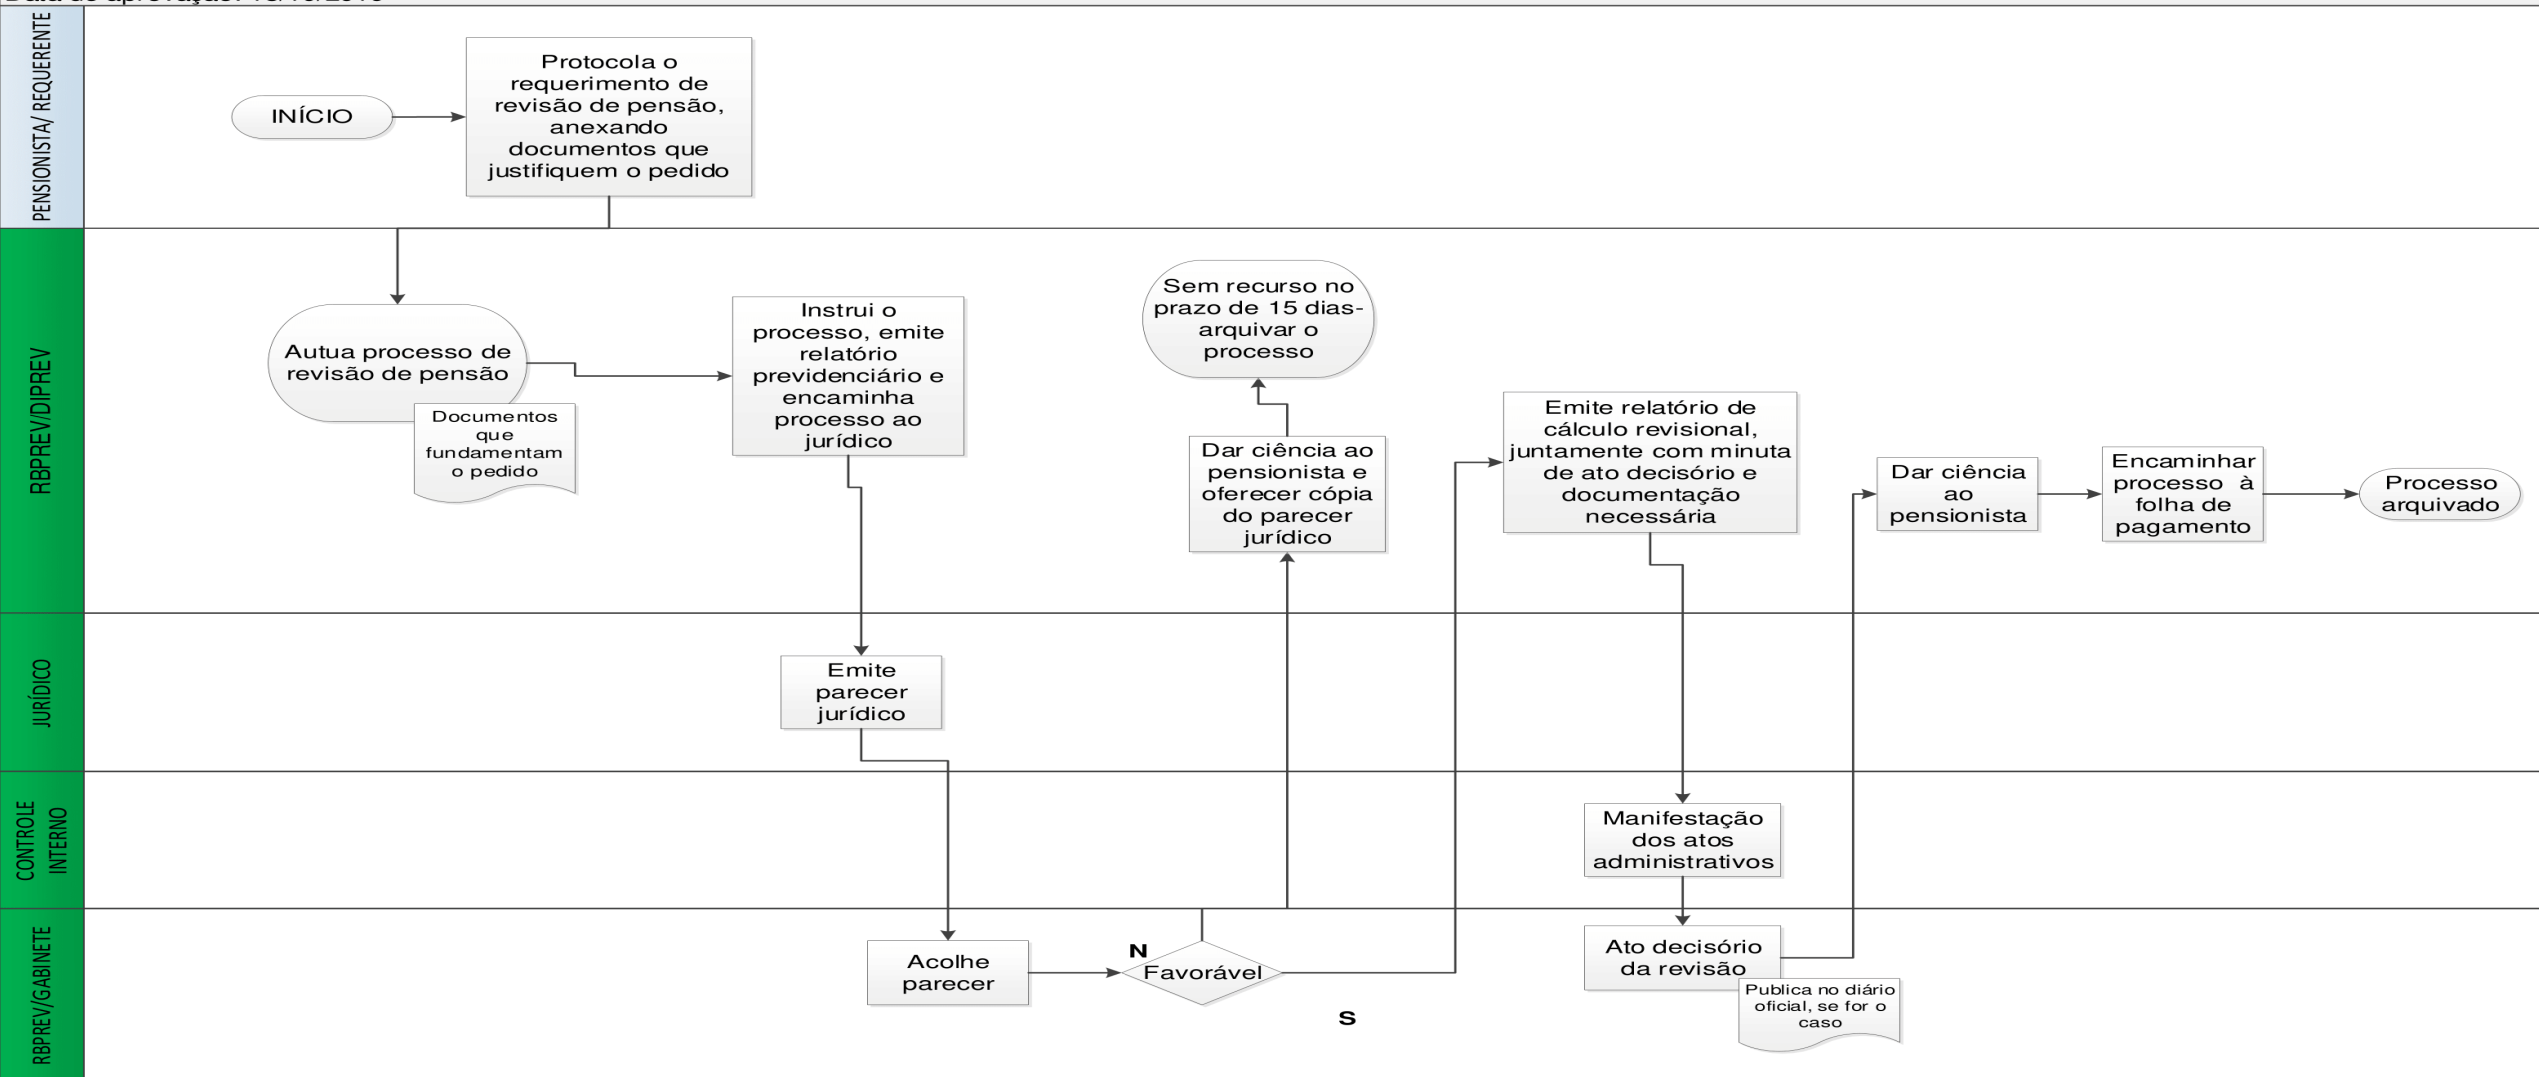 PENSIONISTA/ REQUERENTE
INÍCIO
Protocola o
requerimento de
revisão de pensão,
anexando
documentos que
justifiquem o pedido
RBPREV/DIPREV
Autua processo de
revisão de pensão
Documentos
que
fundamentam
o pedido
Instrui o
processo, emite
relatório
previdenciário e
encaminha
processo ao
jurídico
Sem recurso no
prazo de 15 dias-
arquivar o
processo
Dar ciência ao
pensionista e
oferecer cópia
do parecer
jurídico
Emite relatório de
cálculo revisional,
juntamente com minuta
de ato decisório e
documentação
necessária
Dar ciência
ao
pensionista
Encaminhar
processo à
folha de
pagamento
Processo
arquivado
JURÍDICO
Emite
parecer
jurídico
CONTROLE
INTERNO
Manifestação
dos atos
administrativos
RBPREV/GABINETE
Acolhe
parecer
N
Favorável
S
Ato decisório
da revisão
Publica no diário
oficial, se for o
caso